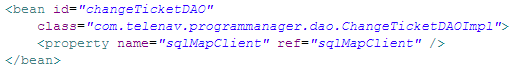 <bean id="changeTicketDAO"
class="com.telenav.programmanager.dao.ChangeTicketDAOImpl">
<property name="sqlMapClient" ref="sqlMapClient" />
</bean>